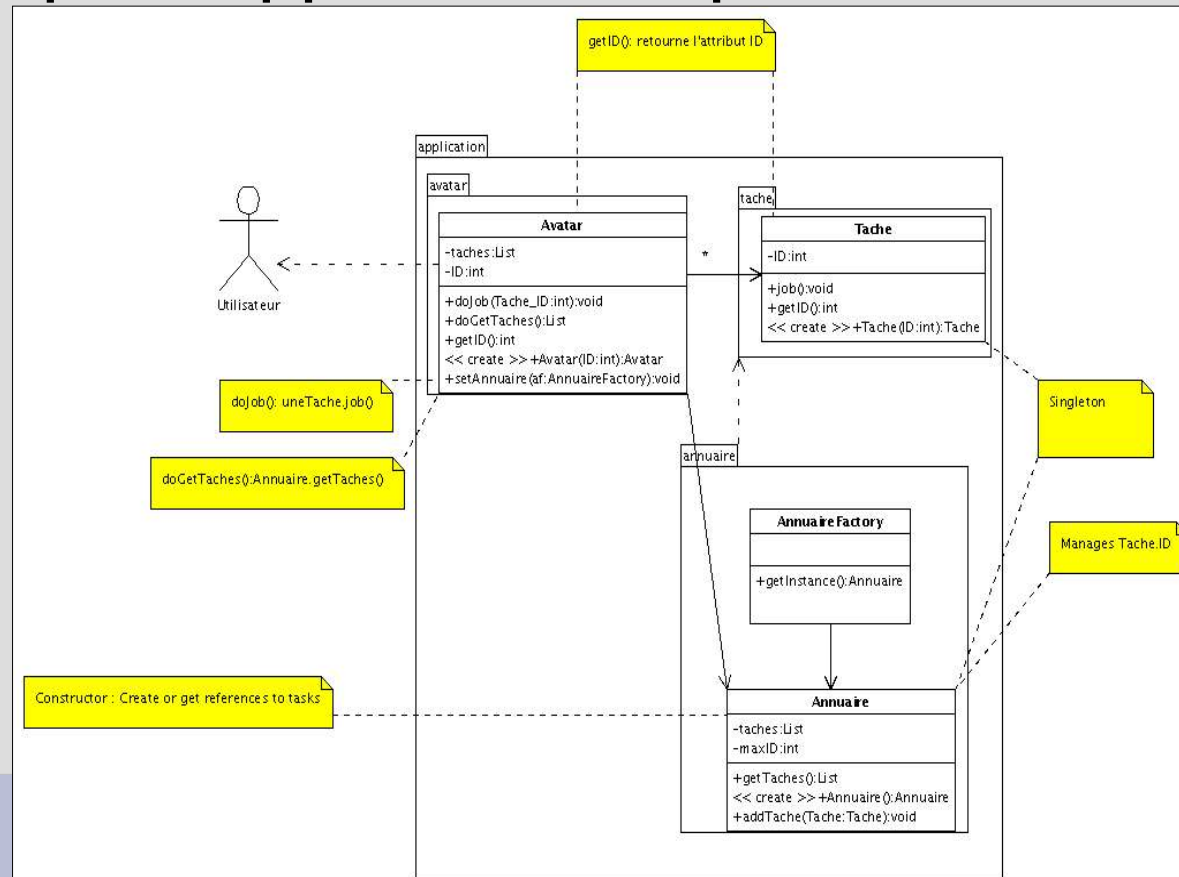 getID(): retourne l'attribut ID
application
avatar
tache
Avatar
-taches:List
-ID:int
+doJob(Tache_ID:int):void
+doGetTaches():List
+getID():int
<< create >>+Avatar(ID:int):Avatar
+setAnnuaire(af:AnnuaireFactory):void
*
Tache
-ID:int
+job():void
+getID():int
<< create >>+Tache(ID:int):Tache
Utilisateur
doJob(): uneTache.job()
doGetTaches():Annuaire.getTaches()
Singleton
annuaire
AnnuaireFactory
+getInstance():Annuaire
Manages Tache.ID
Constructor : Create or get references to tasks
Annuaire
-taches:List
-maxID:int
+getTaches():List
<< create >>+Annuaire():Annuaire
+addTache(Tache:Tache):void